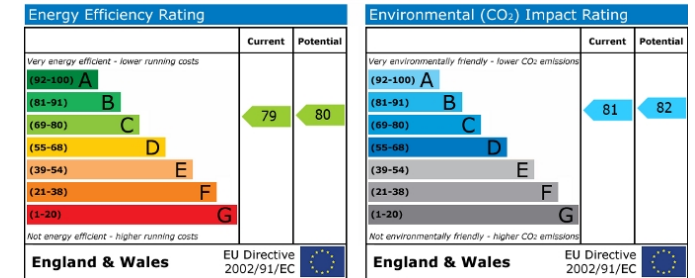 Energy Efficiency Rating
Current Potential
Very energy efficient - lower running costs
(92-100) A
(81-91) B
(69-80) C
(55-68) D
(39-54) E
(21-38) F
(1-20) G
79 80
Not energy efficient - higher running costs
England & Wales
EU Directive
2002/91/EC
Environmental (CO₂) Impact Rating
Current Potential
Very environmentally friendly - lower CO2 emissions
(92-100) A
(81-91) B
(69-80) C
(55-68) D
(39-54) E
(21-38) F
(1-20) G
81 82
Not environmentally friendly - higher CO2 emissions
England & Wales
EU Directive
2002/91/EC